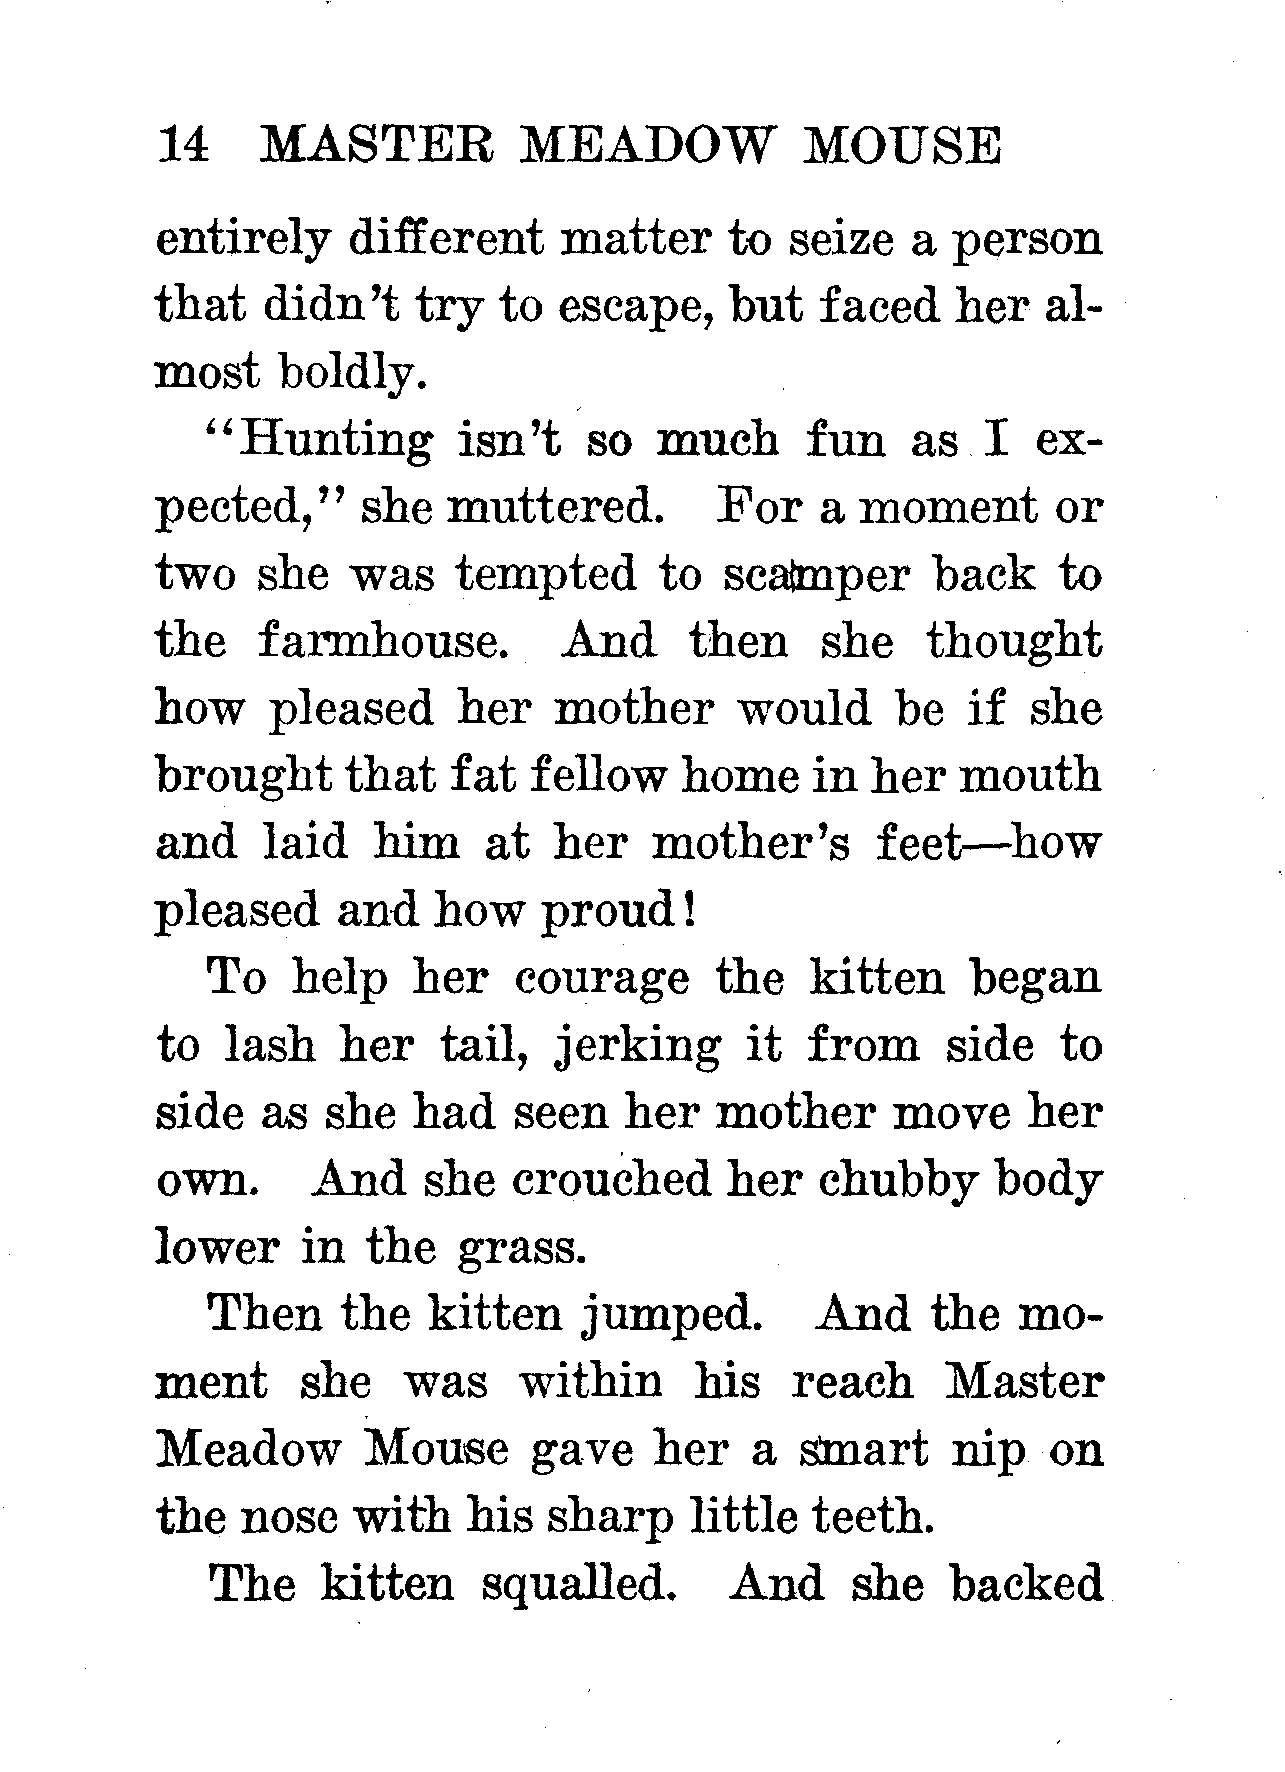 14 MASTER MEADOW MOUSE
entirely different matter to seize a person
that didn't try to escape, but faced her al-
most boldly.
"Hunting isn't so much fun as I ex-
pected," she muttered. For a moment or
two she was tempted to scamper back to
the farmhouse. And then she thought
how pleased her mother would be if she
brought that fat fellow home in her mouth
and laid him at her mother's feet—how
pleased and how proud!
To help her courage the kitten began
to lash her tail, jerking it from side to
side as she had seen her mother move her
own. And she crouched her chubby body
lower in the grass.
Then the kitten jumped. And the mo-
ment she was within his reach Master
Meadow Mouse gave her a smart nip on
the nose with his sharp little teeth.
The kitten squalled. And she backed